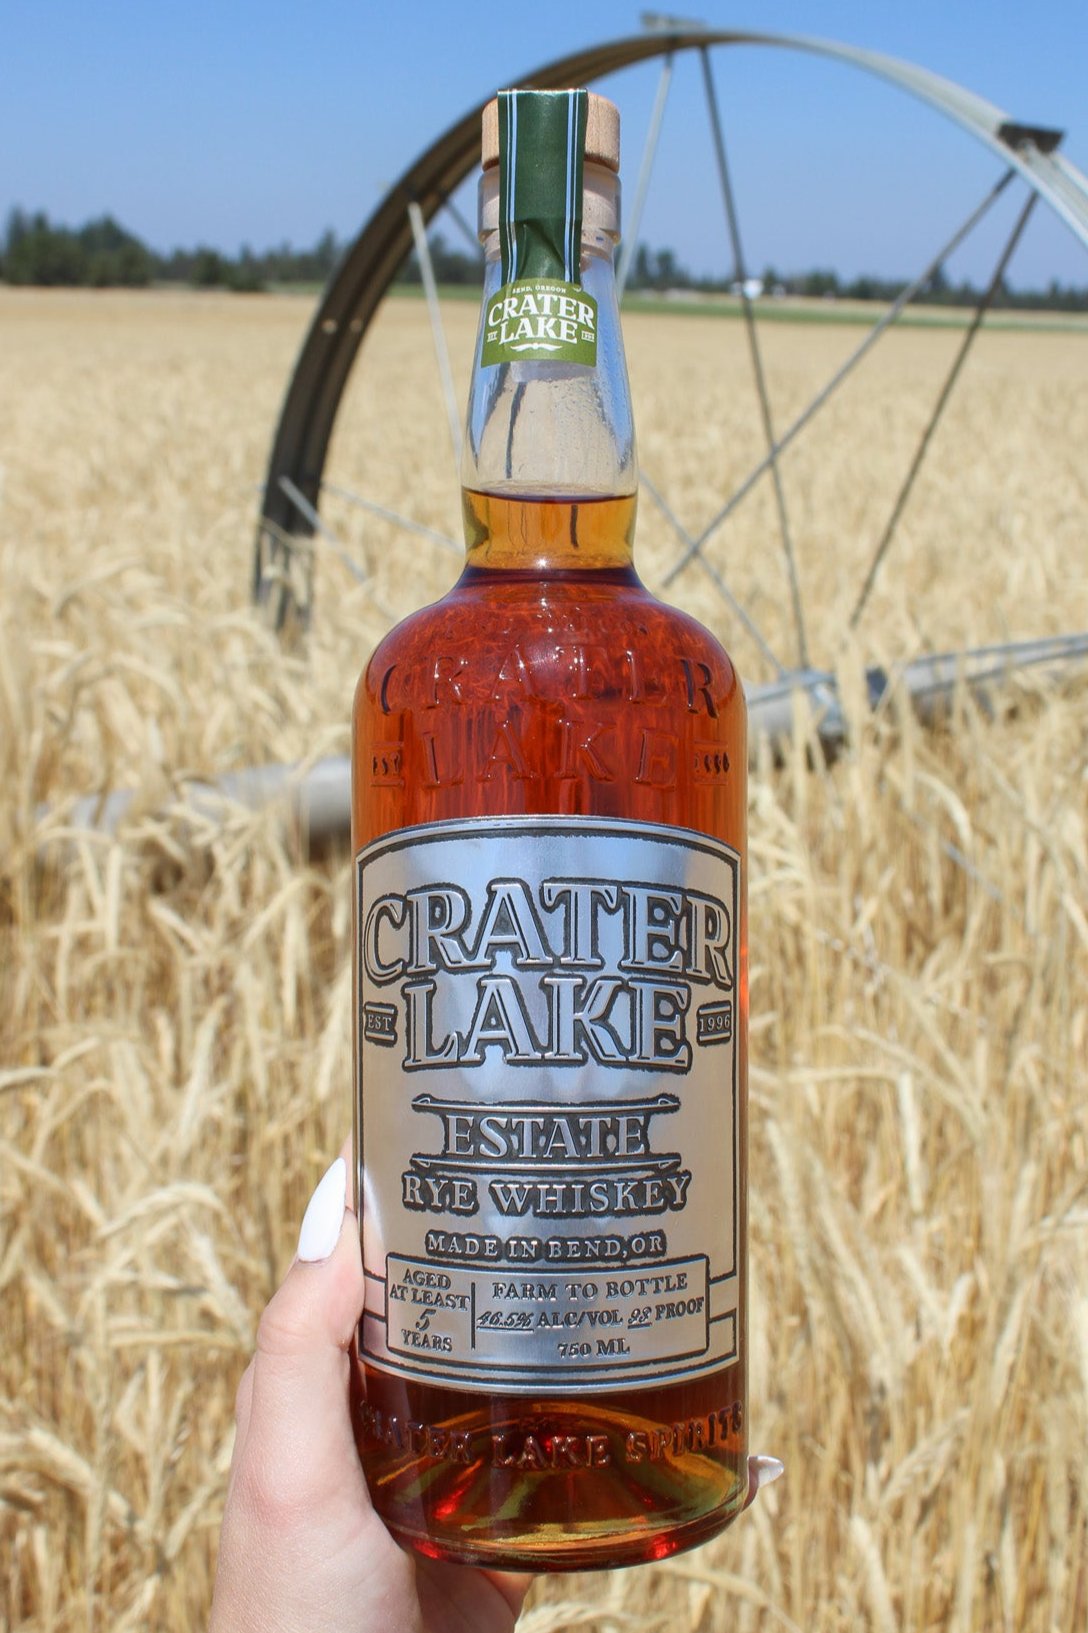 BEND, OREGON
CRATER
LAKE
CRATER
EST LAKE
CRATER
EST LAKE 1996
ESTATE
RYE WHISKEY
MADE IN BEND, OR
AGED
AT LEAST
5
YEARS
FARM TO BOTTLE
46.5% ALC/VOL 93 PROOF
750 ML
CRATER LAKE SPIRITS